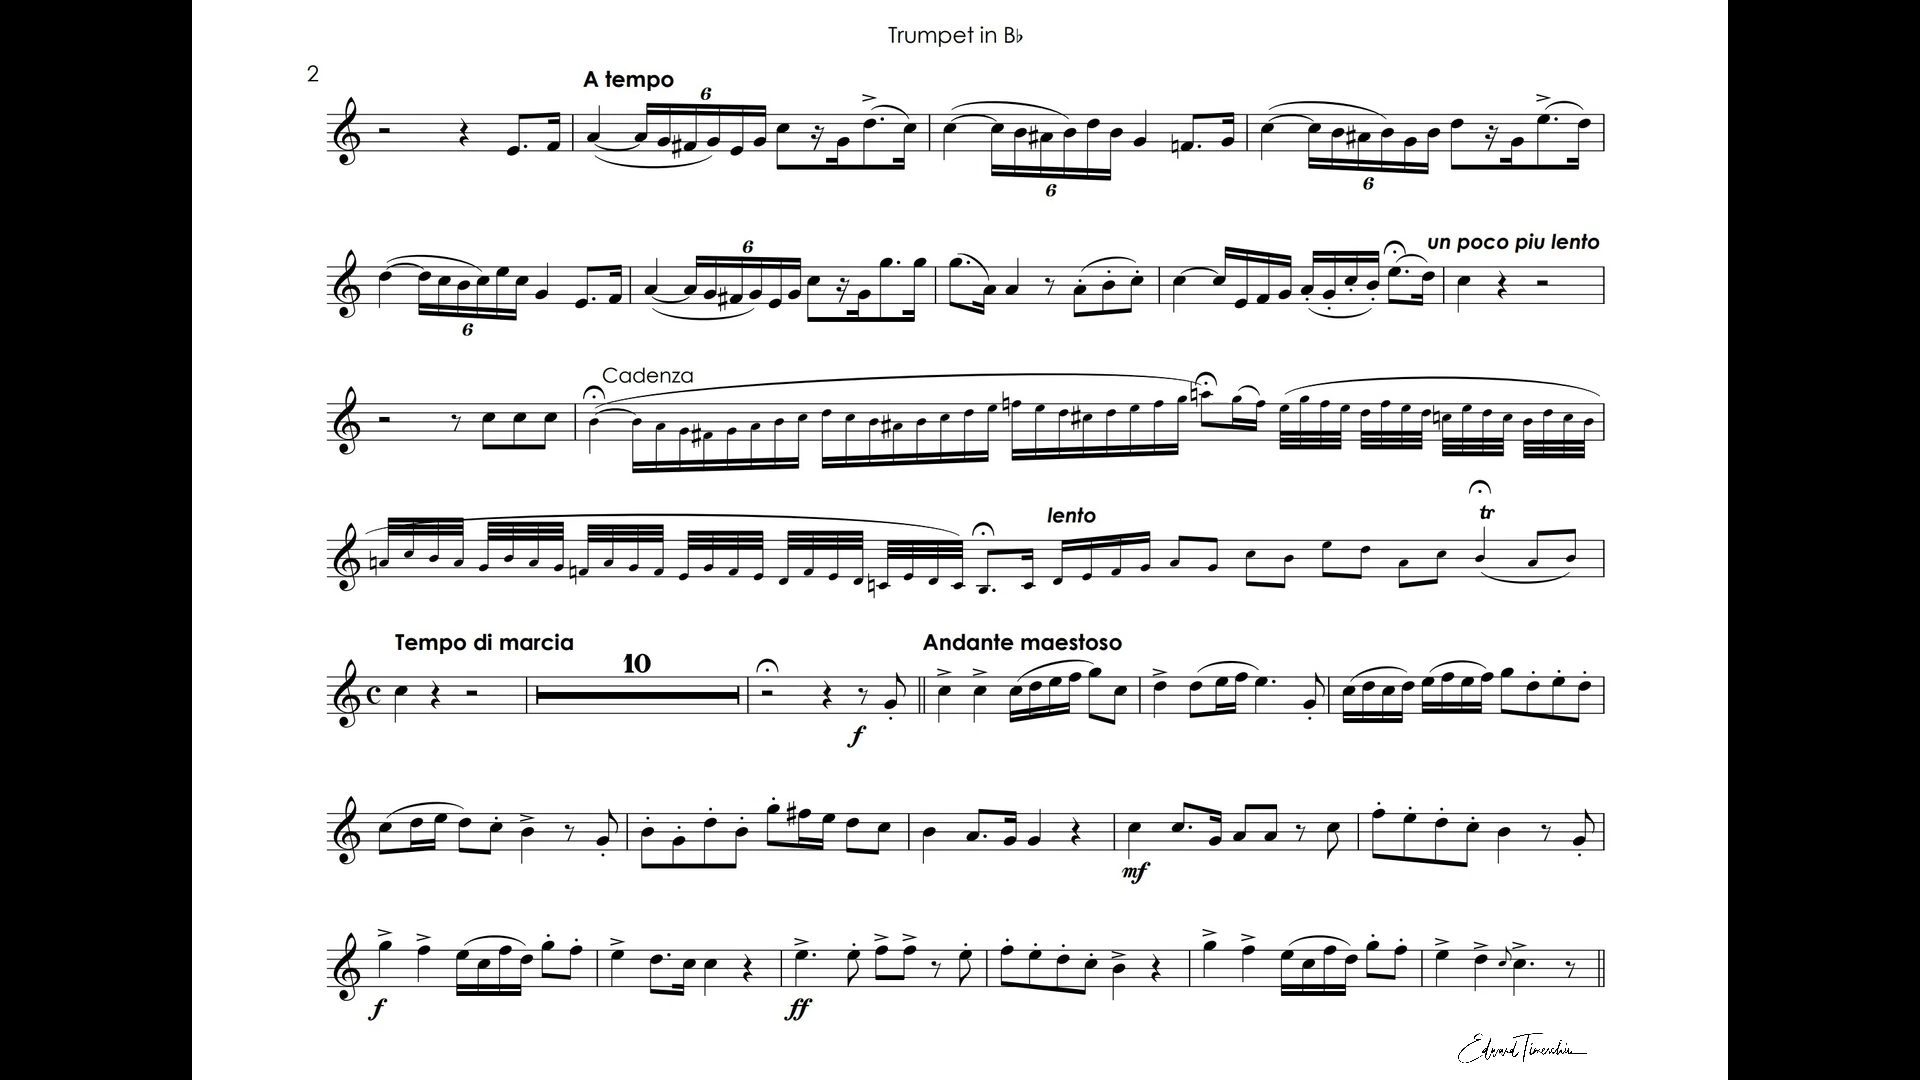 Trumpet in B♭
2
A tempo
6
6
6
un poco piu lento
6
6
Cadenza
lento
tr
Tempo di marcia
10
Andante maestoso
f
mf
f
ff